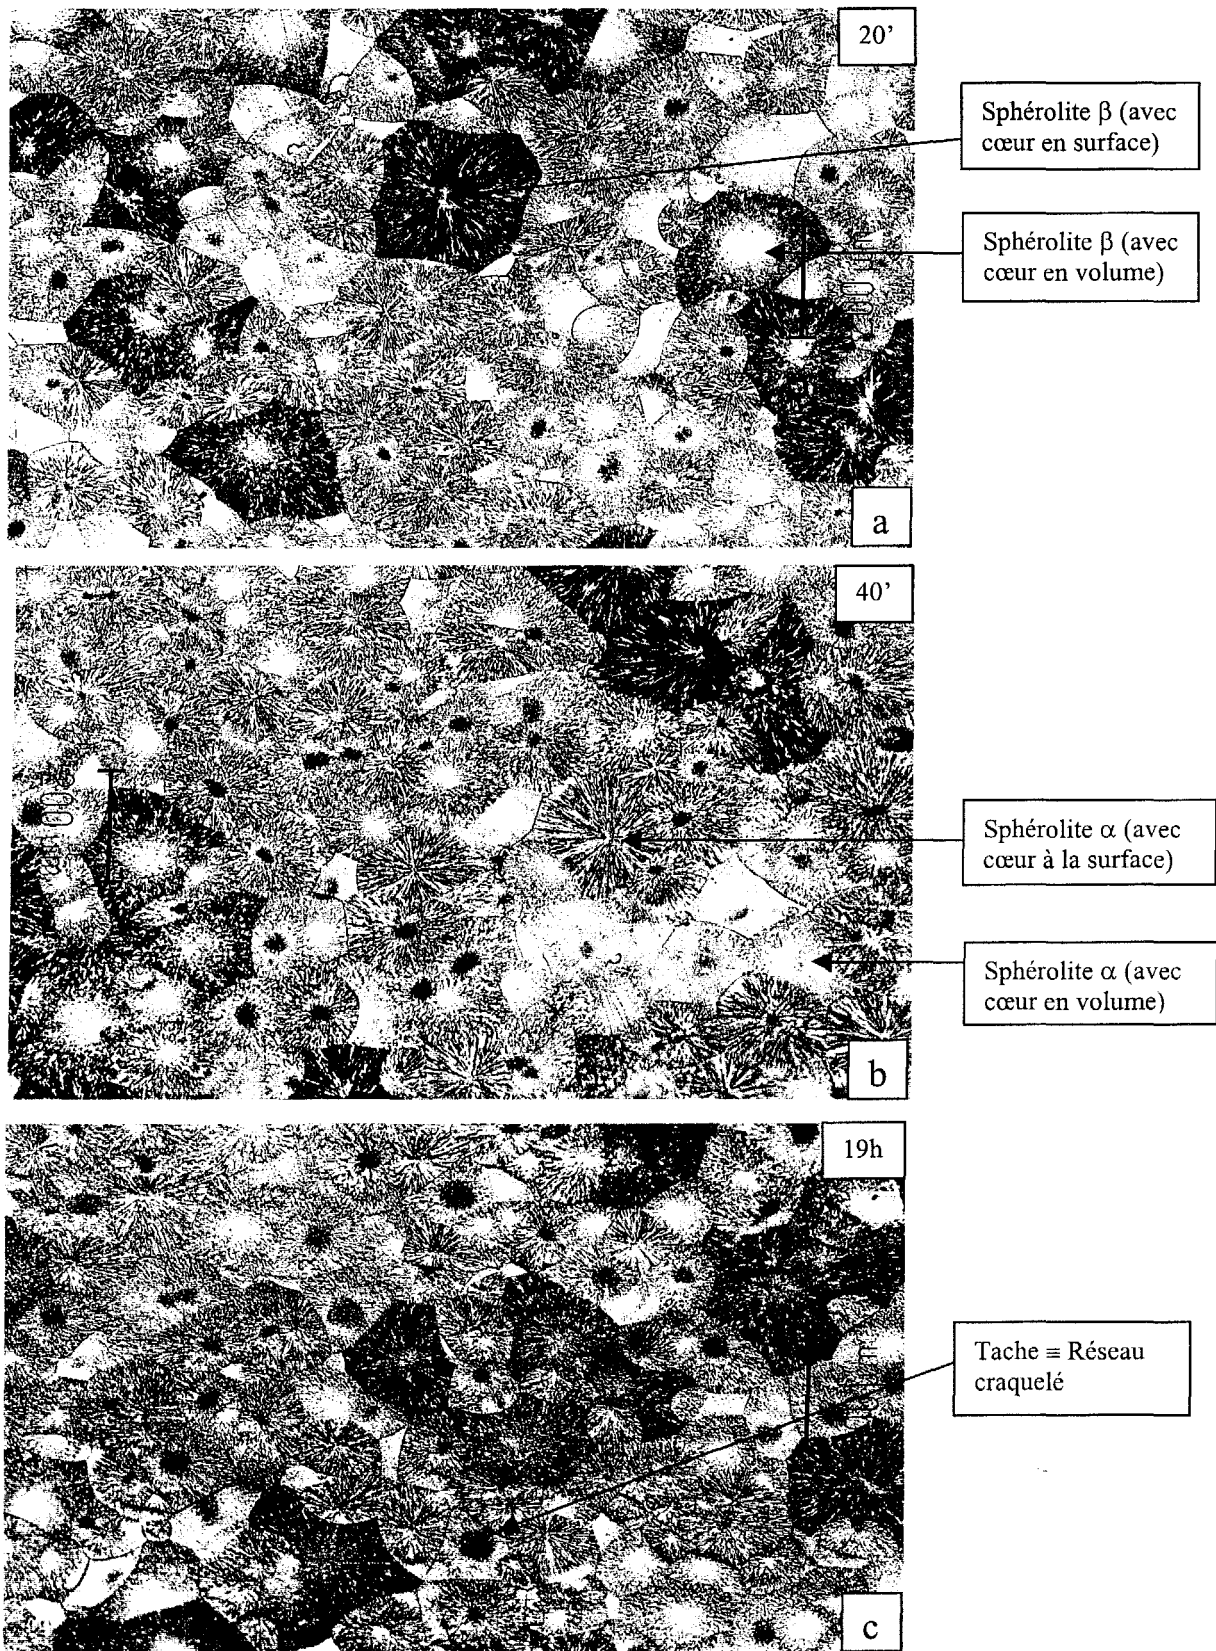 20’
Sphérolite β (avec
cœur en surface)
Sphérolite β (avec
cœur en volume)
a
40’
Sphérolite α (avec
cœur à la surface)
Sphérolite α (avec
cœur en volume)
b
19h
Tache ≡ Réseau
craquelé
c